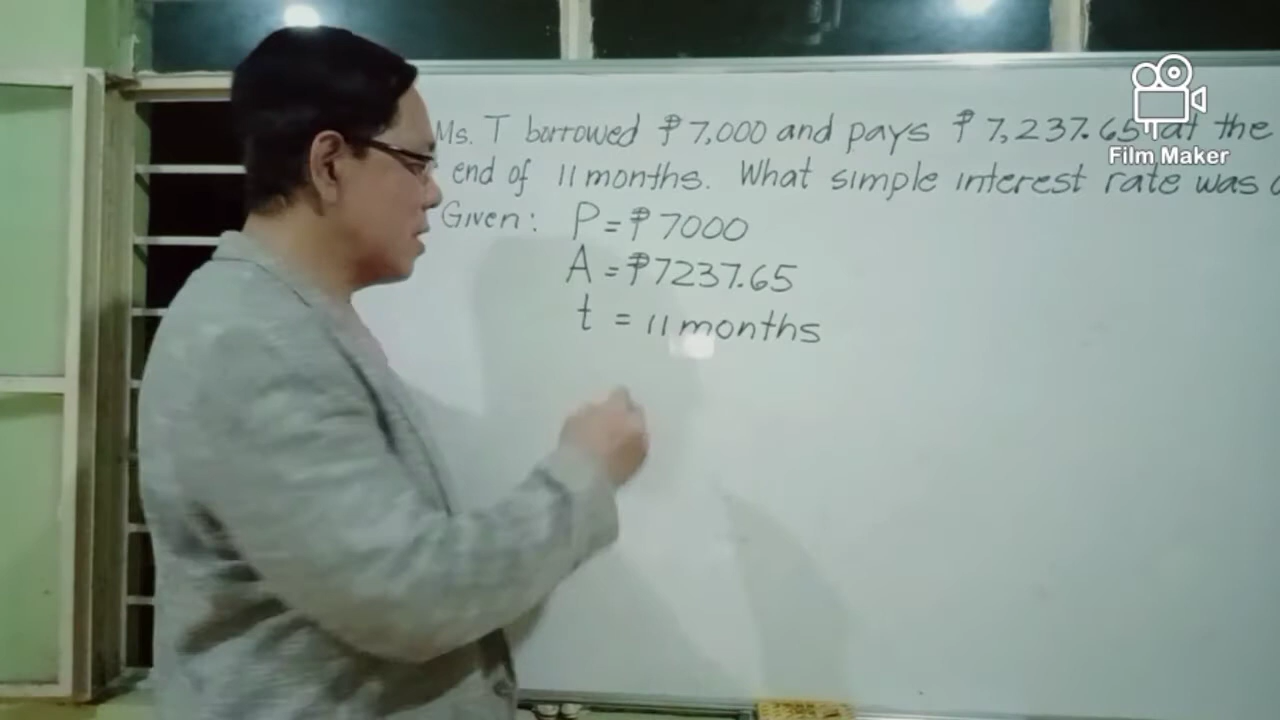 Ms. T borrowed ₱7,000 and pays ₱7,237.65 at the
end of 11 months. What simple interest rate was
Given: P = ₱7000
A = ₱7237.65
t = 11 months
Film Maker